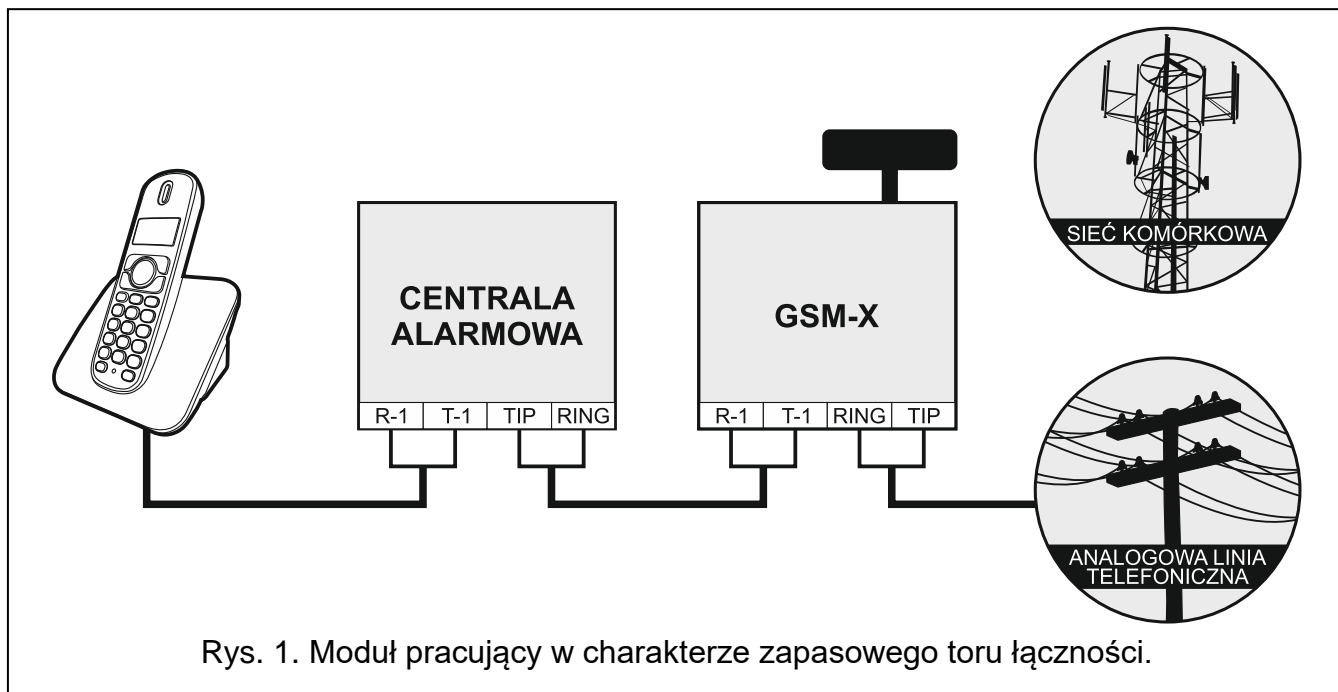 SIEĆ KOMÓRKOWA
CENTRALA
ALARMOWA
R-1 T-1 TIP RING
GSM-X
R-1 T-1 RING TIP
ANALOGOWA LINIA
TELEFONICZNA
Rys. 1. Moduł pracujący w charakterze zapasowego toru łączności.